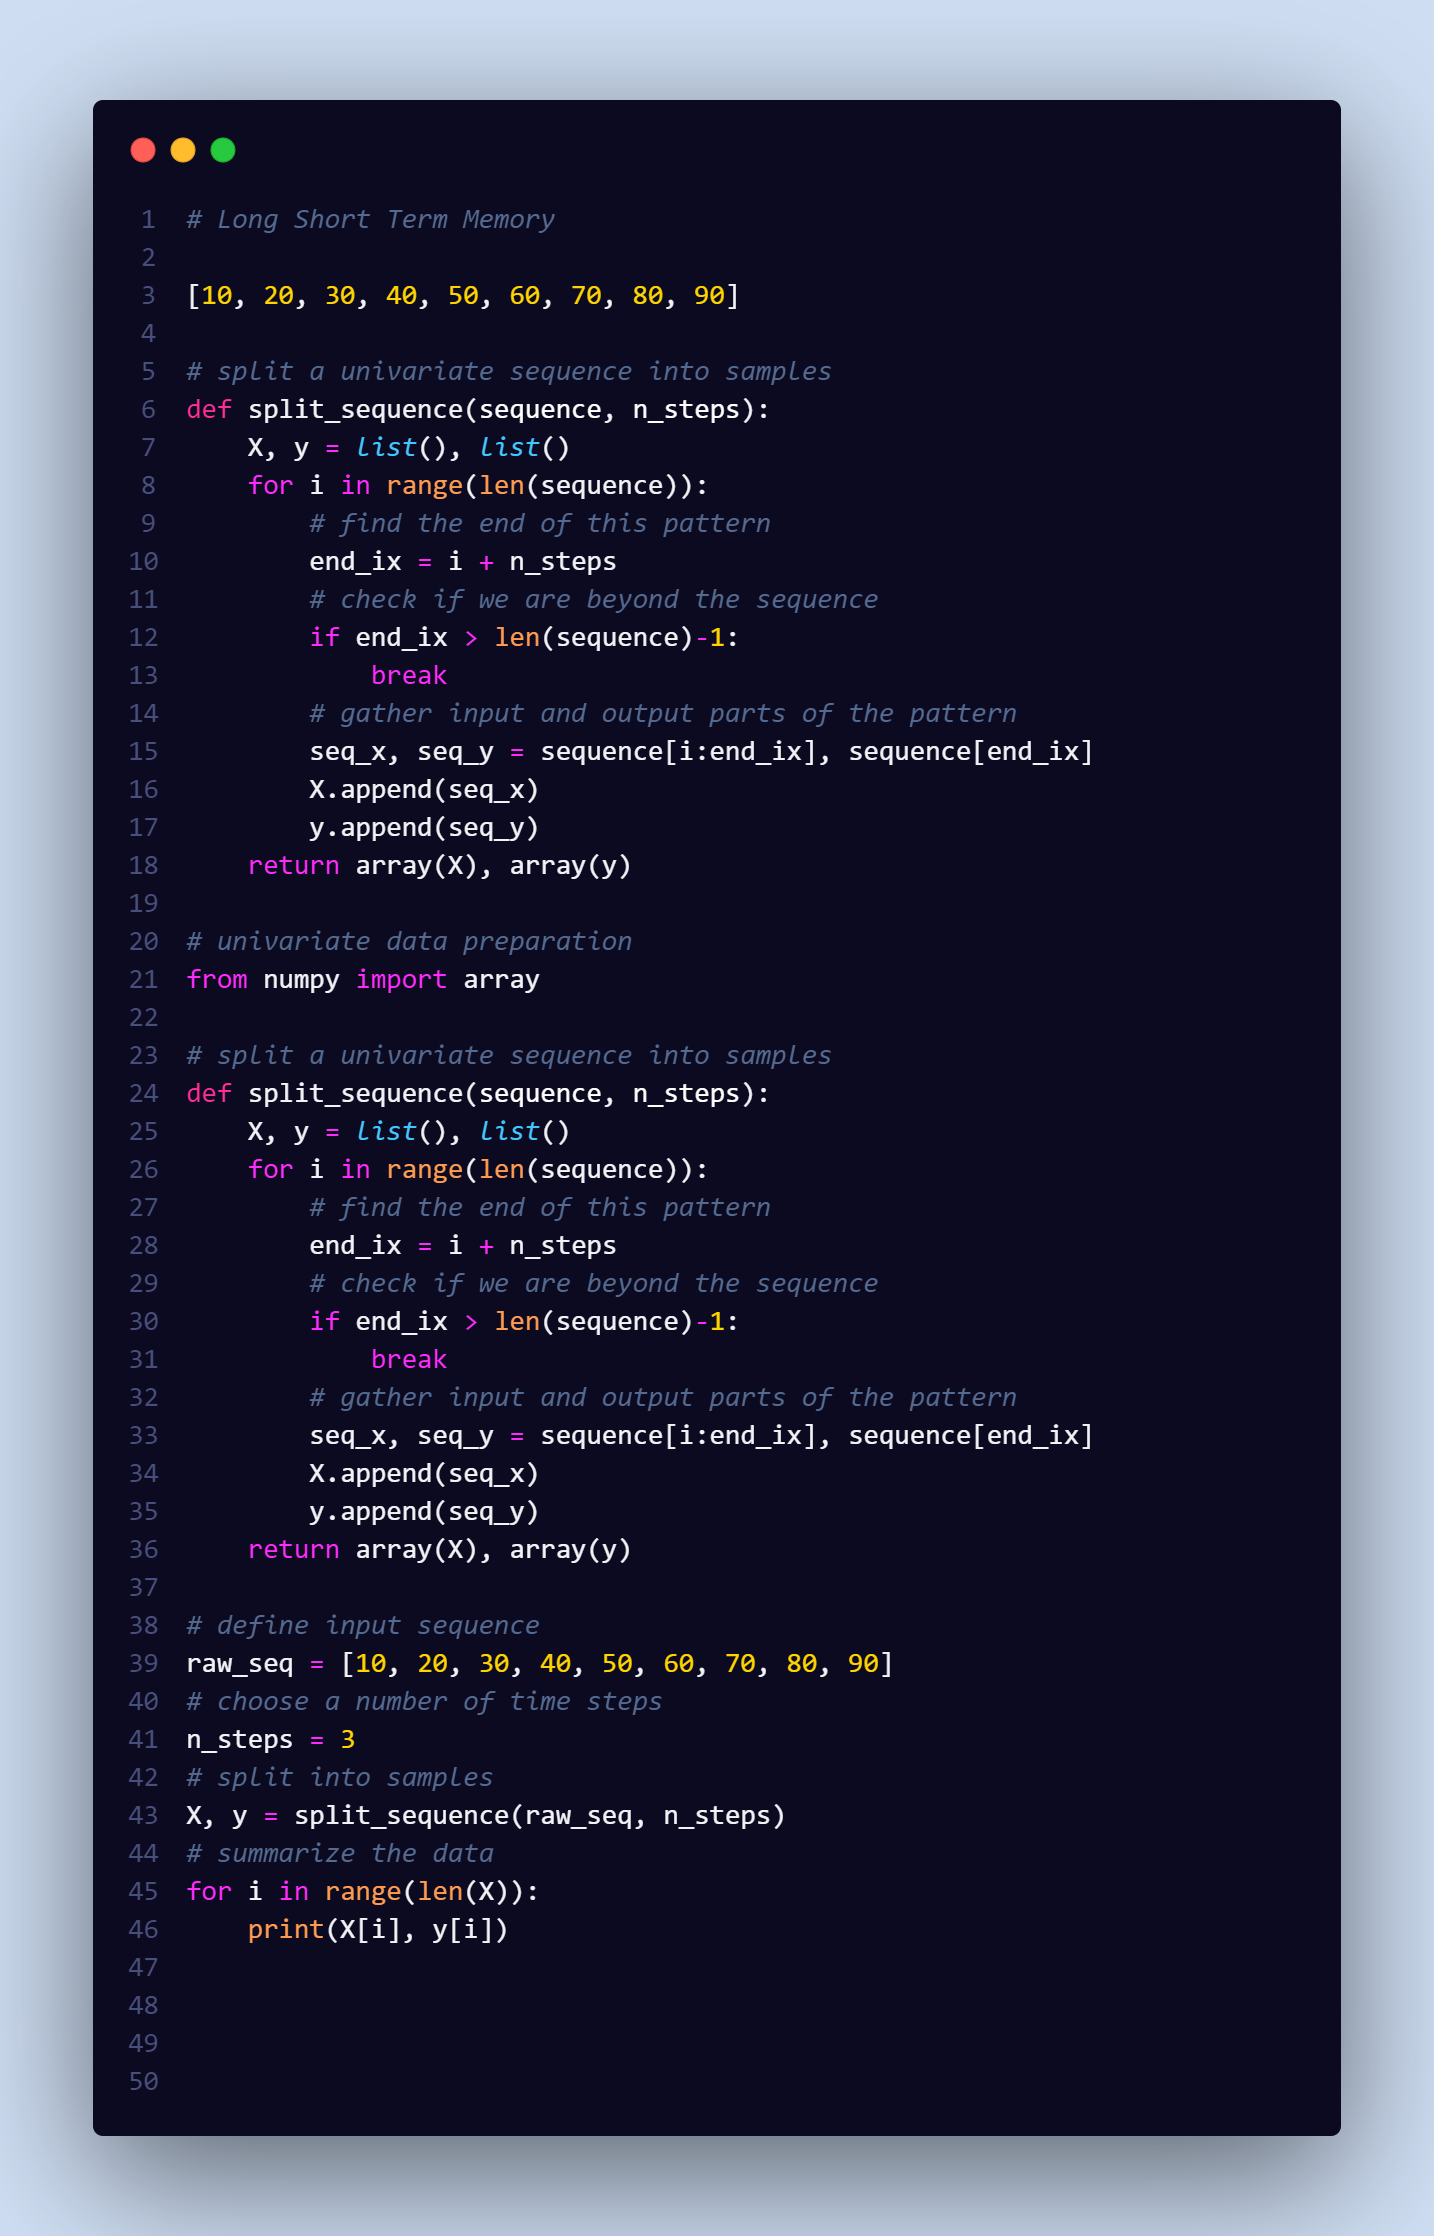 1 # Long Short Term Memory
2
3 [10, 20, 30, 40, 50, 60, 70, 80, 90]
4
5 # split a univariate sequence into samples
6 def split_sequence(sequence, n_steps):
7     X, y = list(), list()
8     for i in range(len(sequence)):
9         # find the end of this pattern
10         end_ix = i + n_steps
11         # check if we are beyond the sequence
12         if end_ix > len(sequence)-1:
13             break
14         # gather input and output parts of the pattern
15         seq_x, seq_y = sequence[i:end_ix], sequence[end_ix]
16         X.append(seq_x)
17         y.append(seq_y)
18     return array(X), array(y)
19
20 # univariate data preparation
21 from numpy import array
22
23 # split a univariate sequence into samples
24 def split_sequence(sequence, n_steps):
25     X, y = list(), list()
26     for i in range(len(sequence)):
27         # find the end of this pattern
28         end_ix = i + n_steps
29         # check if we are beyond the sequence
30         if end_ix > len(sequence)-1:
31             break
32         # gather input and output parts of the pattern
33         seq_x, seq_y = sequence[i:end_ix], sequence[end_ix]
34         X.append(seq_x)
35         y.append(seq_y)
36     return array(X), array(y)
37
38 # define input sequence
39 raw_seq = [10, 20, 30, 40, 50, 60, 70, 80, 90]
40 # choose a number of time steps
41 n_steps = 3
42 # split into samples
43 X, y = split_sequence(raw_seq, n_steps)
44 # summarize the data
45 for i in range(len(X)):
46     print(X[i], y[i])
47
48
49
50